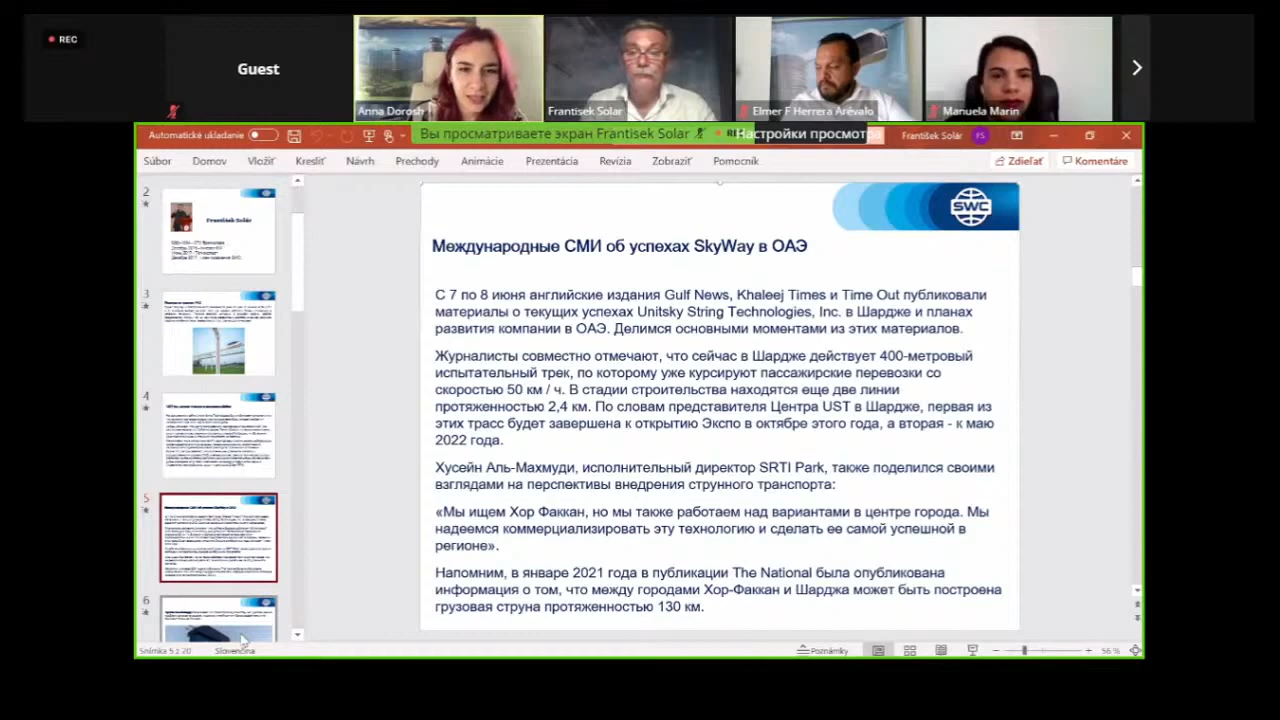 REC
Guest
Anna Dorosh
Frantisek Solar
Elmer F Herrera Arévalo
Manuela Marin
Automatické ukladanie
Вы просматриваете экран Frantisek Solar
Настройки просмотра
František Solár
FS
Súbor Domov Vložiť Kresliť Návrh Prechody Animácie Prezentácia Revízia Zobraziť Pomocník
Zdieľať
Komentáre
2
František Solár
3
4
5
6
SWC
Международные СМИ об успехах SkyWay в ОАЭ
С 7 по 8 июня английские издания Gulf News, Khaleej Times и Time Out публиковали
материалы о текущих успехах Unitsky String Technologies, Inc. в Шардже и планах
развития компании в ОАЭ. Делимся основными моментами из этих материалов.
Журналисты совместно отмечают, что сейчас в Шардже действует 400-метровый
испытательный трек, по которому уже курсируют пассажирские перевозки со
скоростью 50 км / ч. В стадии строительства находятся еще две линии
протяженностью 2,4 км. По словам представителя Центра UST в Шардже, первая из
этих трасс будет завершена к открытию Экспо в октября этого года, а вторая - к маю
2022 года.
Хусейн Аль-Махмуди, исполнительный директор SRTI Park, также поделился своими
взглядами на перспективы внедрения струнного транспорта:
«Мы ищем Хор Факкан, но мы также работаем над вариантами в центре города. Мы
надеемся коммерциализировать технологию и сделать ее самой успешной в
регионе».
Напомним, в январе 2021 года в публикации The National была опубликована
информация о том, что между городами Хор-Факкан и Шарджа может быть построена
грузовая струна протяженностью 130 км.
Snímka 5 z 20
Slovenčina
Poznámky
56 %